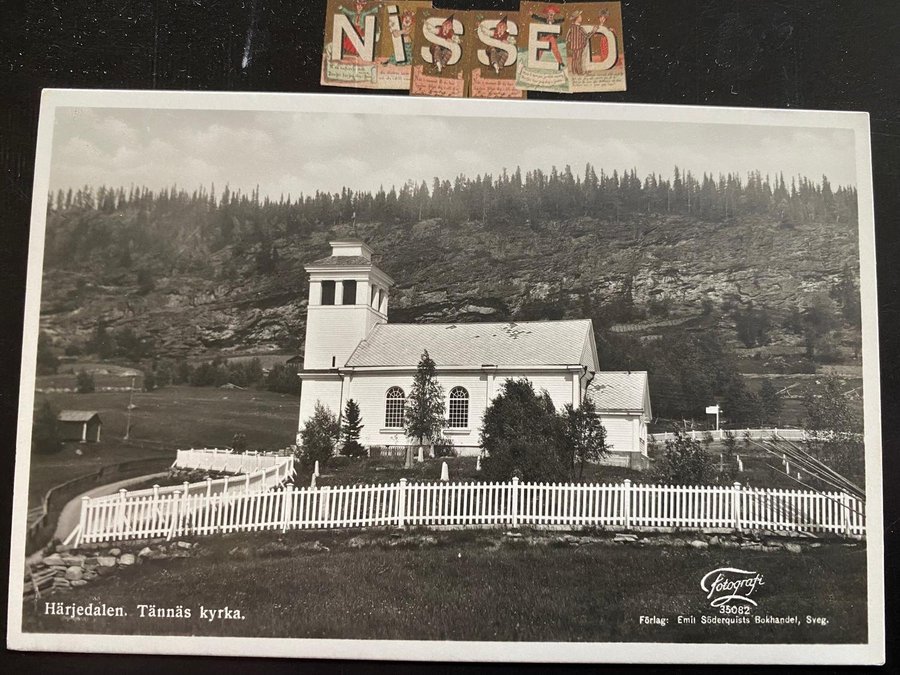 NiSSED
Härjedalen. Tännäs kyrka.
Fotografi
35082
Förlag: Emil Söderquists Bokhandel, Sveg.